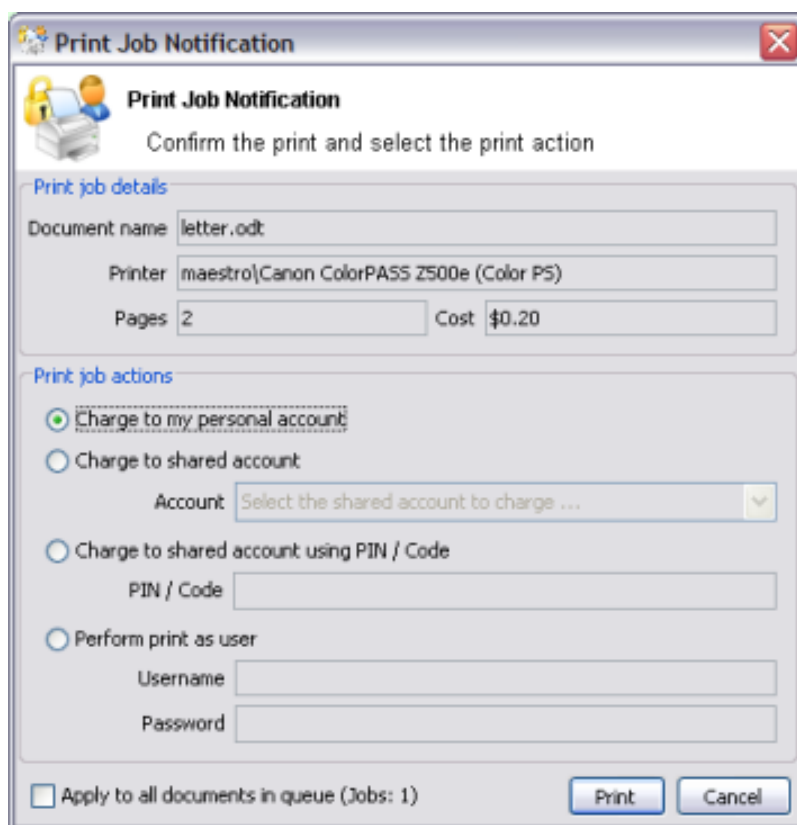 Print Job Notification
Print Job Notification
Confirm the print and select the print action
Print job details
Document name letter.odt
Printer maestro\Canon ColorPASS Z500e (Color PS)
Pages 2 Cost $0.20
Print job actions
Charge to my personal account
Charge to shared account
Account Select the shared account to charge ...
Charge to shared account using PIN / Code
PIN / Code
Perform print as user
Username
Password
Apply to all documents in queue (Jobs: 1) Print Cancel